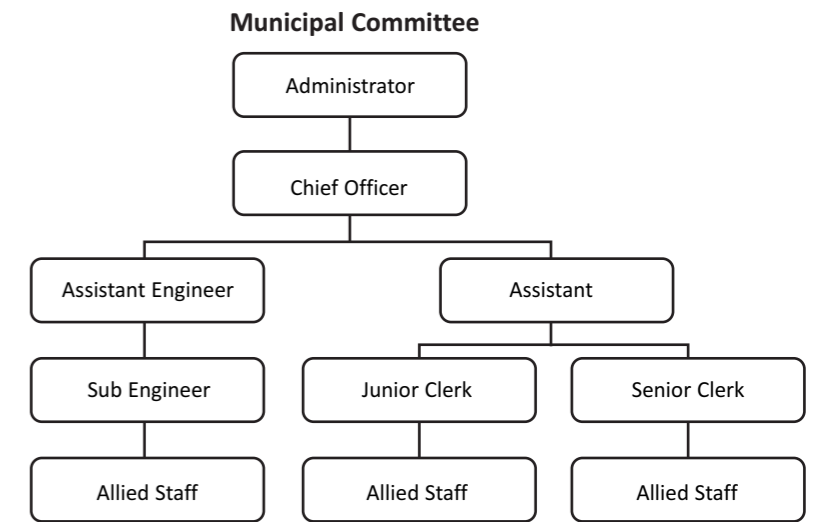 Municipal Committee
Administrator
Chief Officer
Assistant Engineer
Assistant
Sub Engineer
Junior Clerk
Senior Clerk
Allied Staff
Allied Staff
Allied Staff